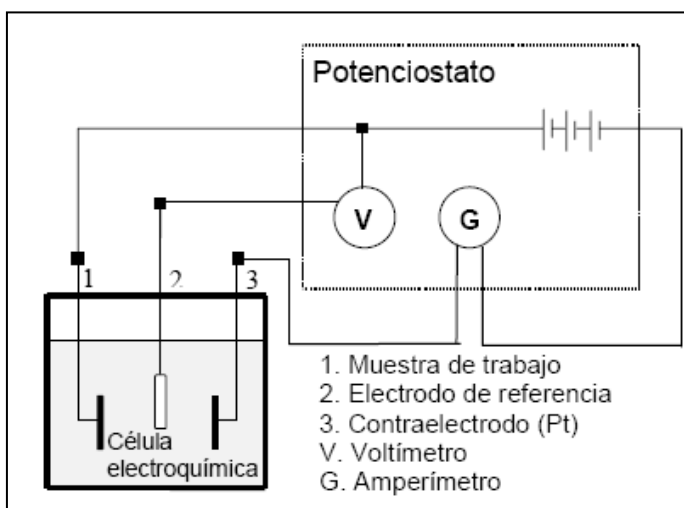 Potenciostato
V
G
1
2
3
Célula
electroquímica
1. Muestra de trabajo
2. Electrodo de referencia
3. Contraelectrodo (Pt)
V. Voltímetro
G. Amperímetro